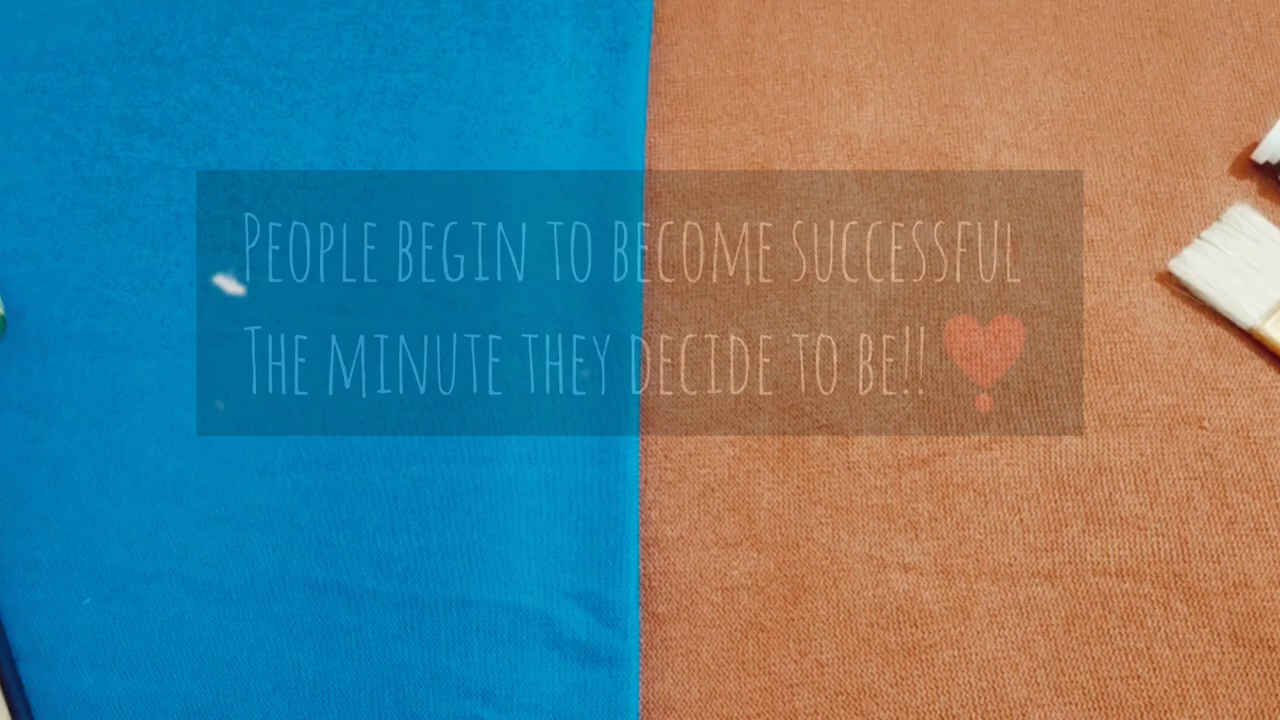 People begin to become successful
The minute they decide to be!! ❣️